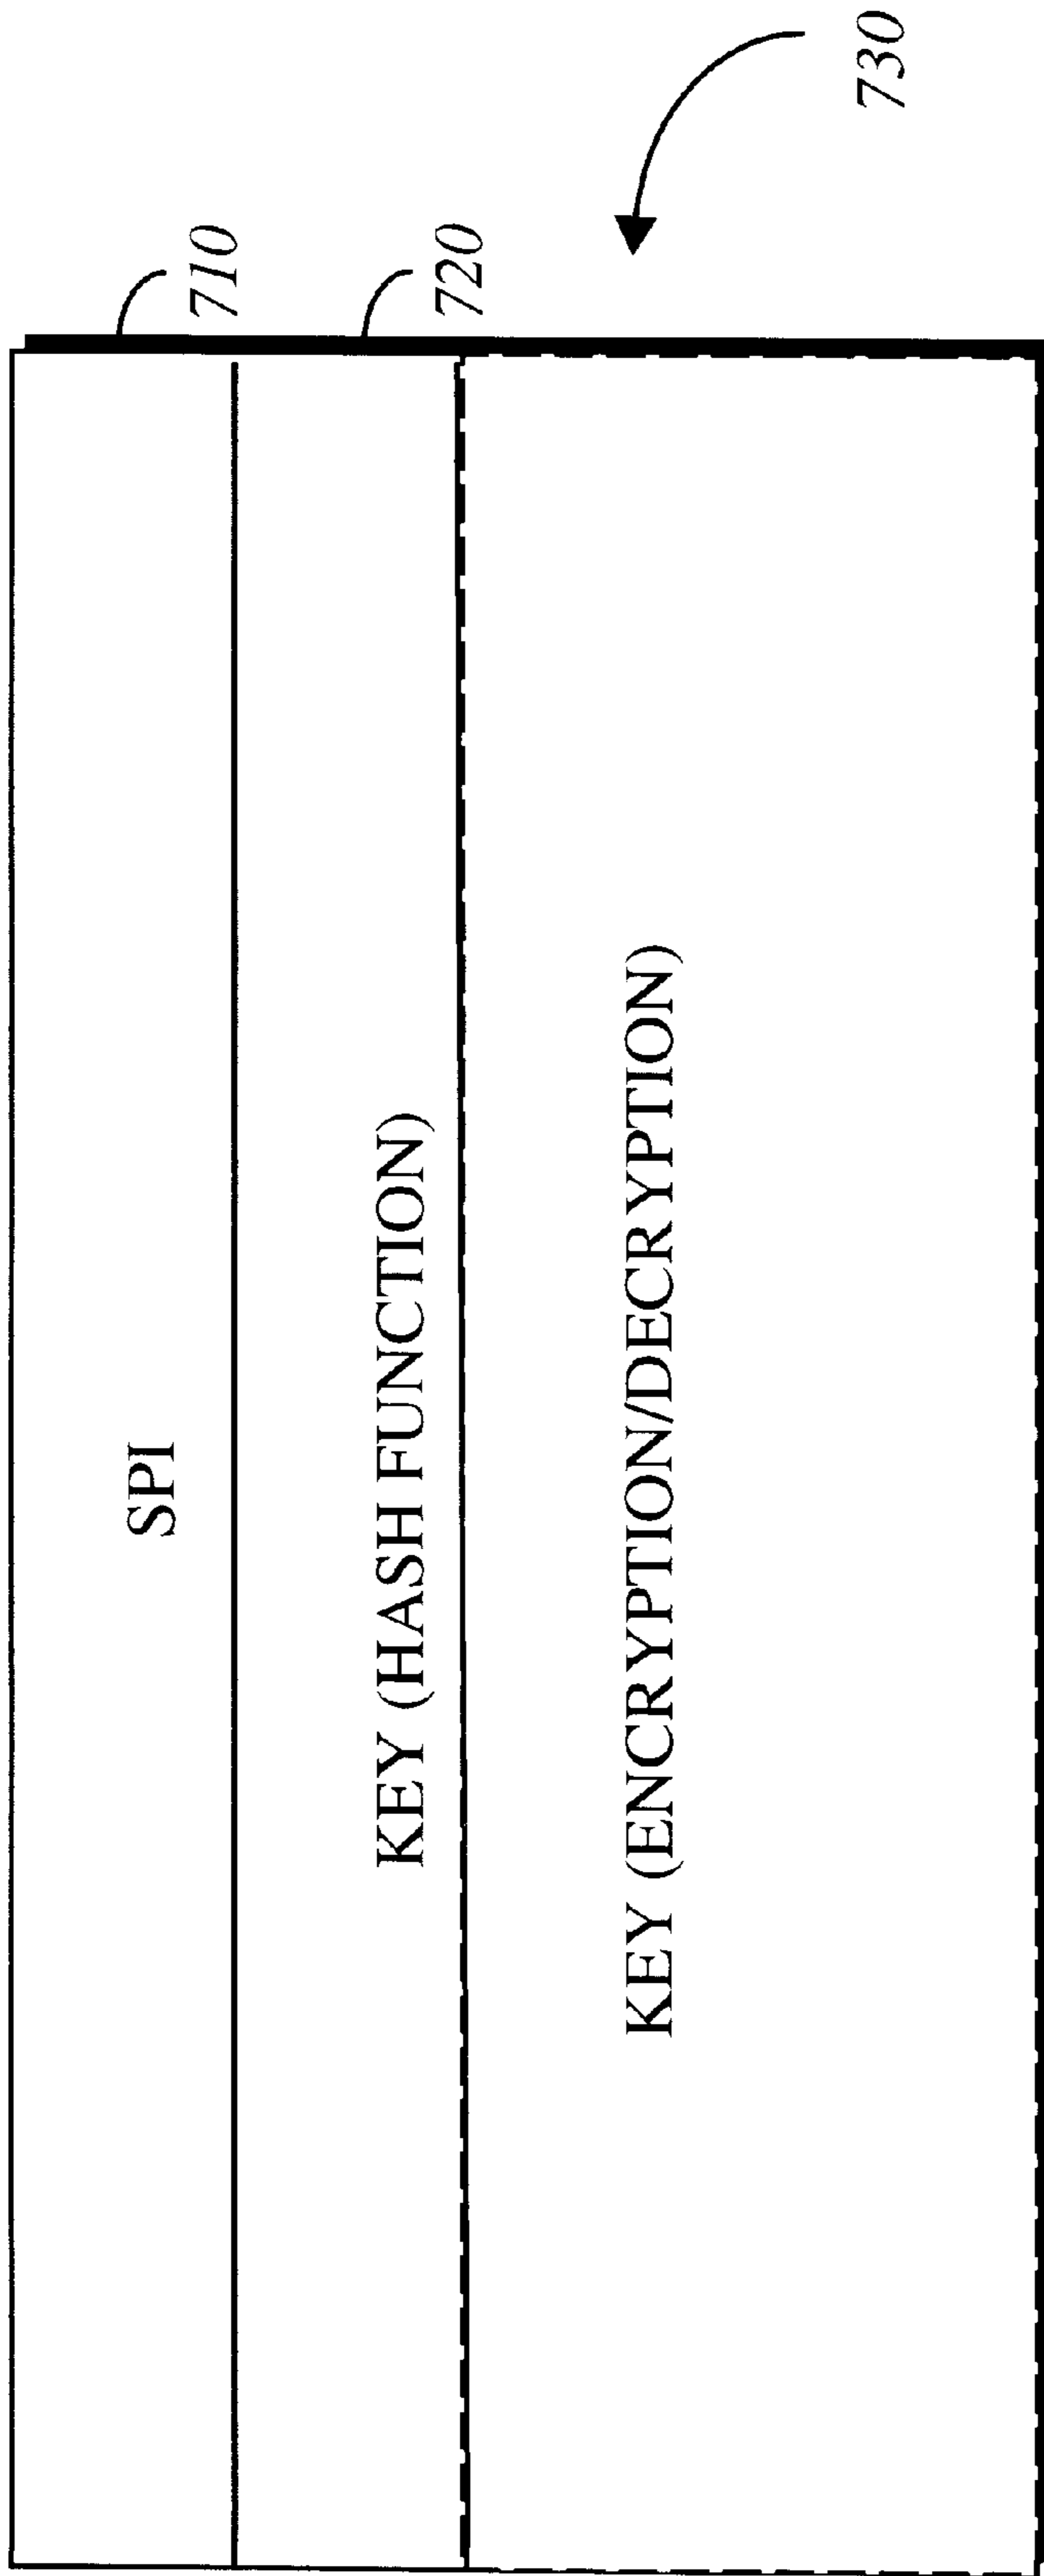 SPI
710
KEY (HASH FUNCTION)
720
KEY (ENCRYPTION/DECRYPTION)
730